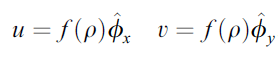 u = f(ρ)ϕ̂ₓ v = f(ρ)ϕ̂ᵧ